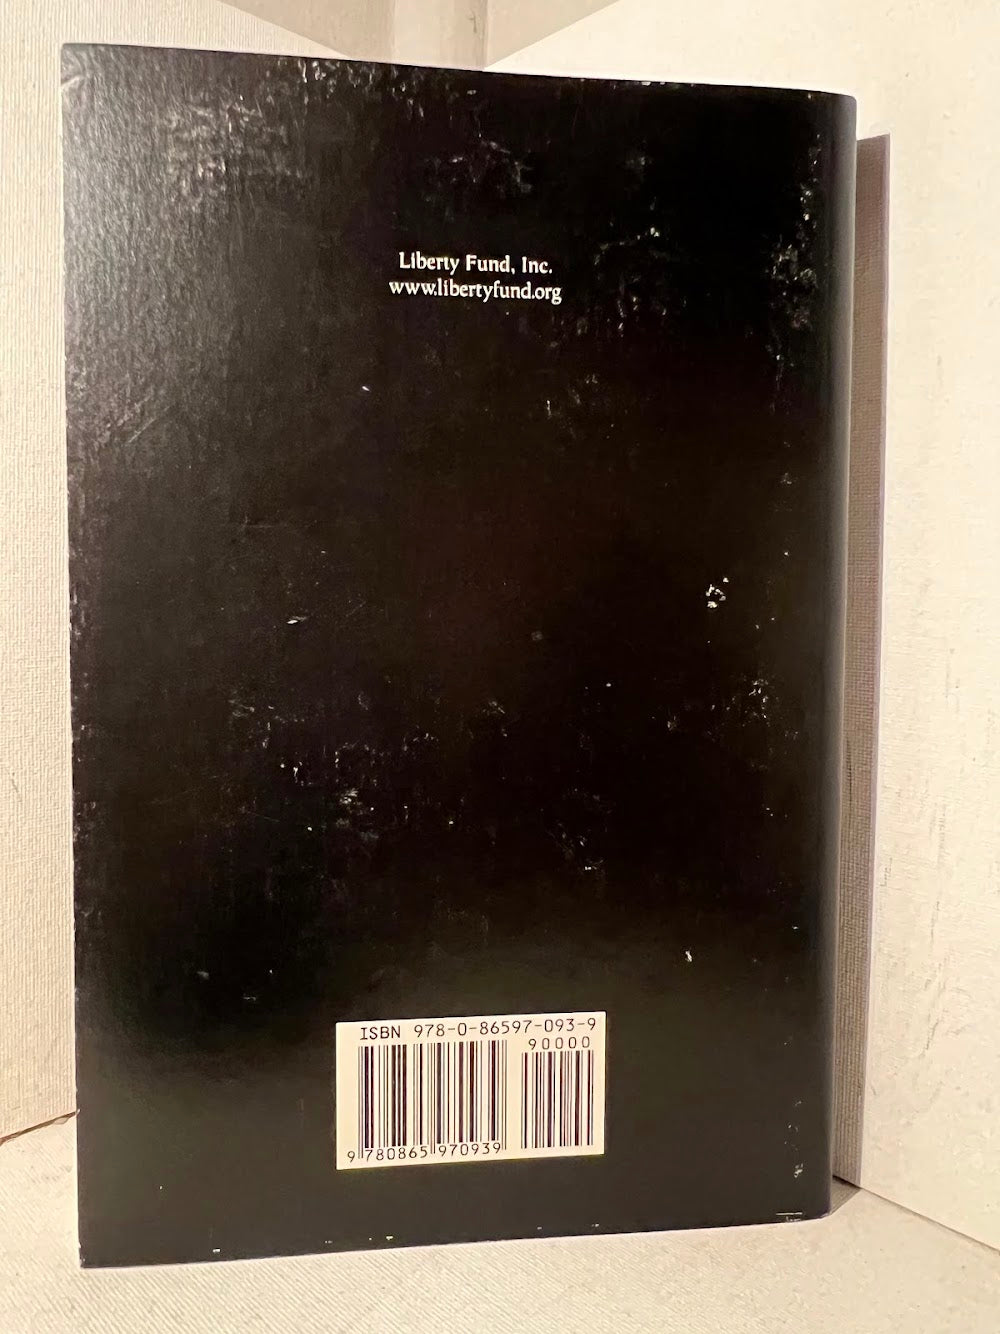 Liberty Fund, Inc.
www.libertyfund.org
ISBN 978-0-86597-093-9
90000
9 780865 970939